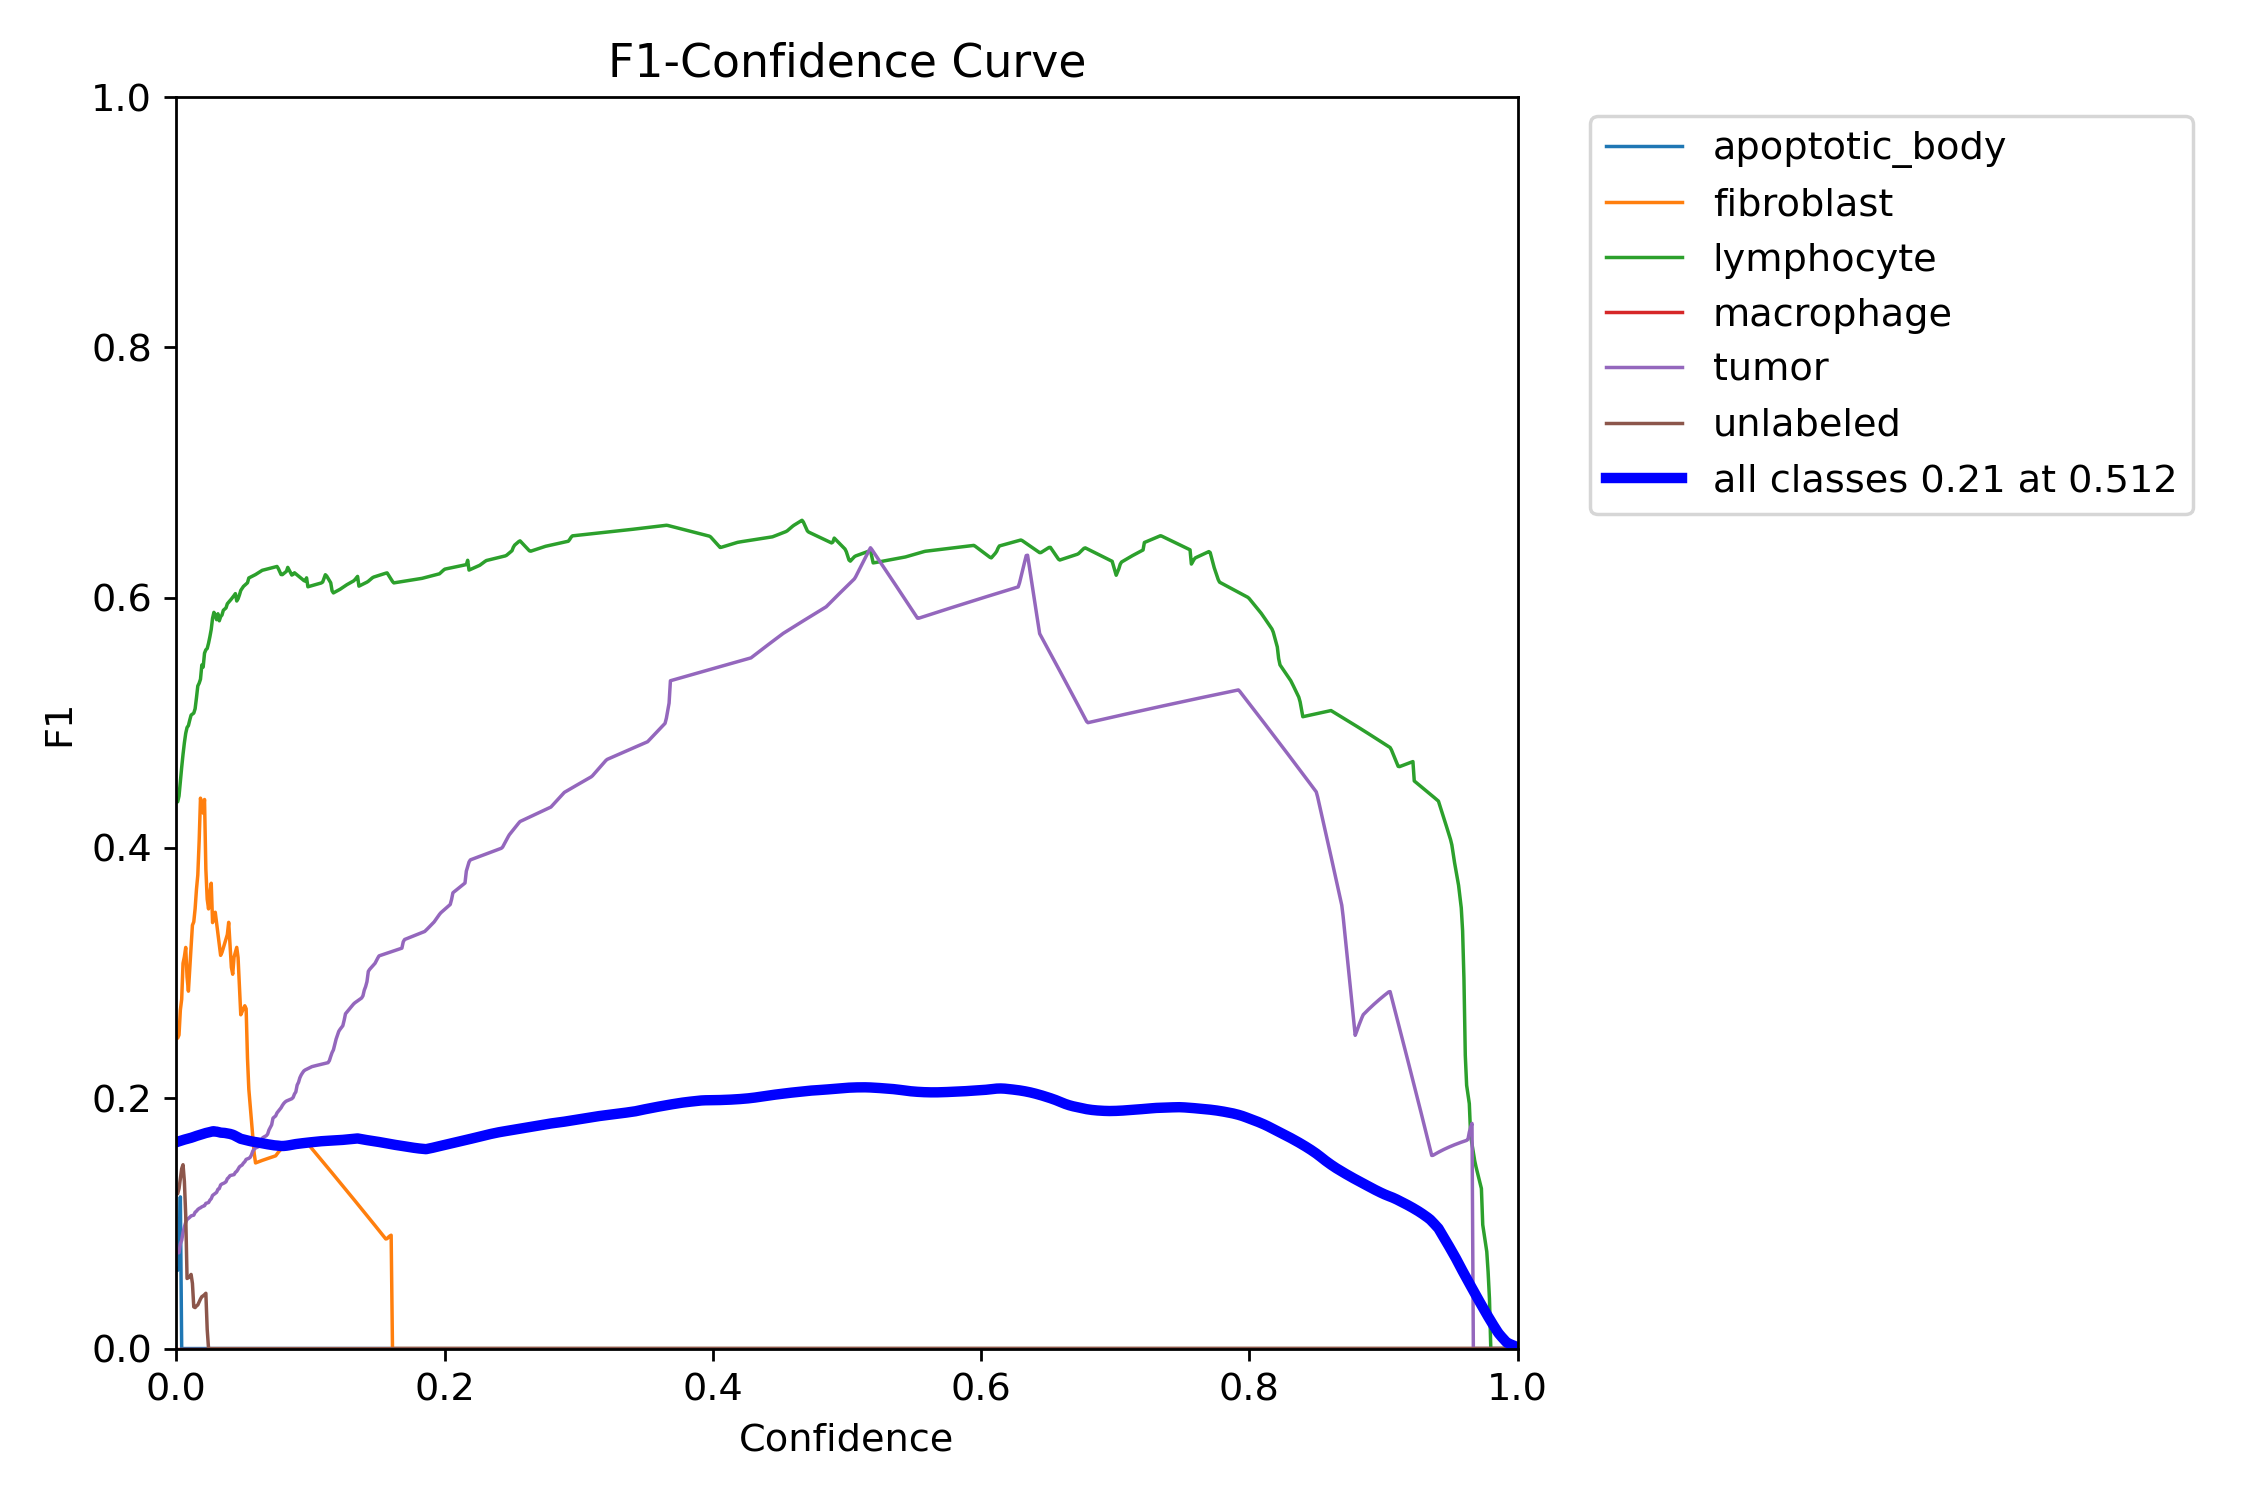 F1-Confidence Curve
1.0
0.8
0.6
0.4
0.2
0.0
F1
0.0 0.2 0.4 0.6 0.8 1.0
Confidence
apoptotic_body
fibroblast
lymphocyte
macrophage
tumor
unlabeled
all classes 0.21 at 0.512